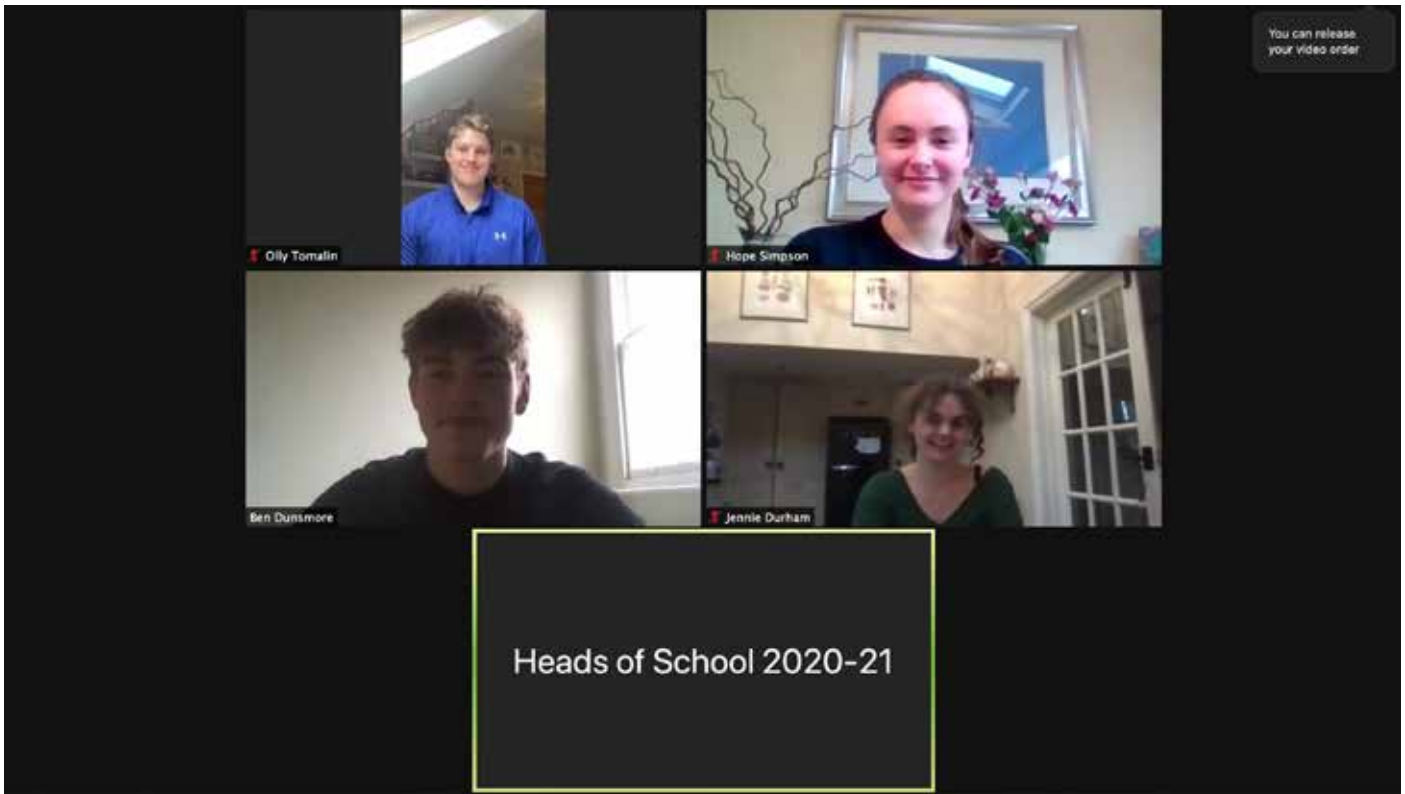 You can release
your video order
Olly Tomalin
Hope Simpson
Ben Dunsmore
Jennie Durham
Heads of School 2020-21